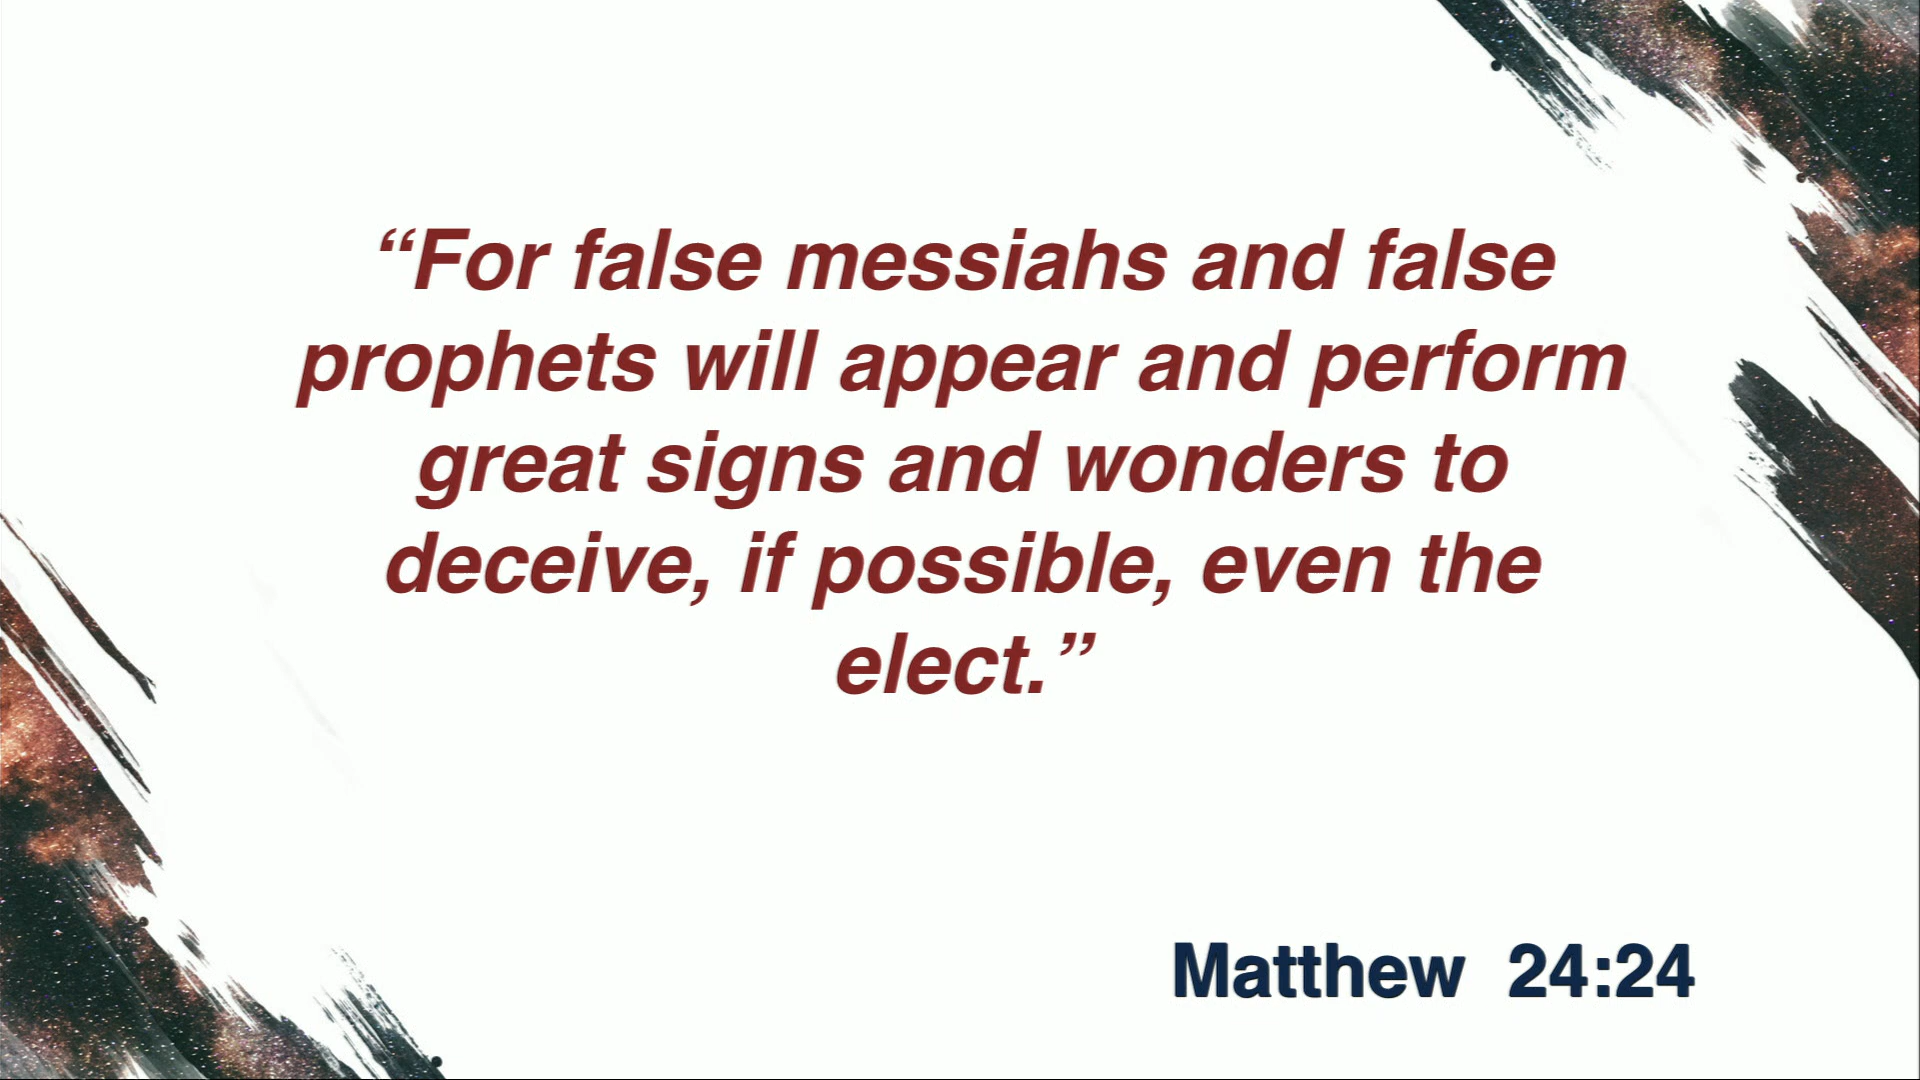 “For false messiahs and false
prophets will appear and perform
great signs and wonders to
deceive, if possible, even the
elect.”
Matthew  24:24